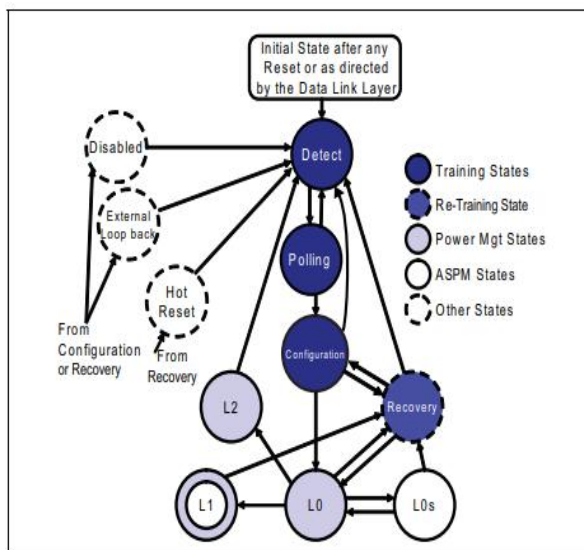 Initial State after any
Reset or as directed
by the Data Link Layer
Disabled
Detect
Training States
External
Loop back
Re-Training State
Power Mgt States
Polling
ASPM States
Hot
Reset
Other States
From
Configuration
or Recovery
From
Recovery
Configuration
L2
Recovery
L1
L0
L0s